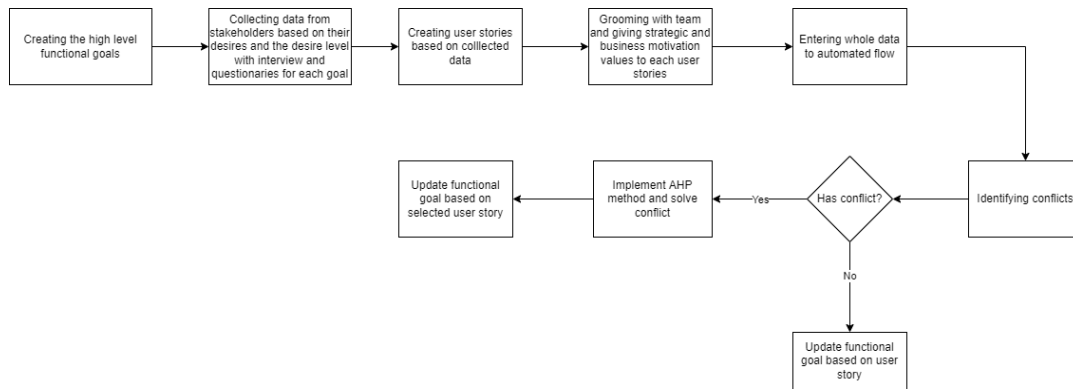 Creating the high level
functional goals
Collecting data from
stakeholders based on their
desires and the desire level
with interview and
questionaries for each goal
Creating user stories
based on colllected
data
Grooming with team
and giving strategic and
business motivation
values to each user
stories
Entering whole data
to automated flow
Identifying conflicts
Has conflict?
Yes
Implement AHP
method and solve
conflict
Update functional
goal based on
selected user story
No
Update functional
goal based on user
story